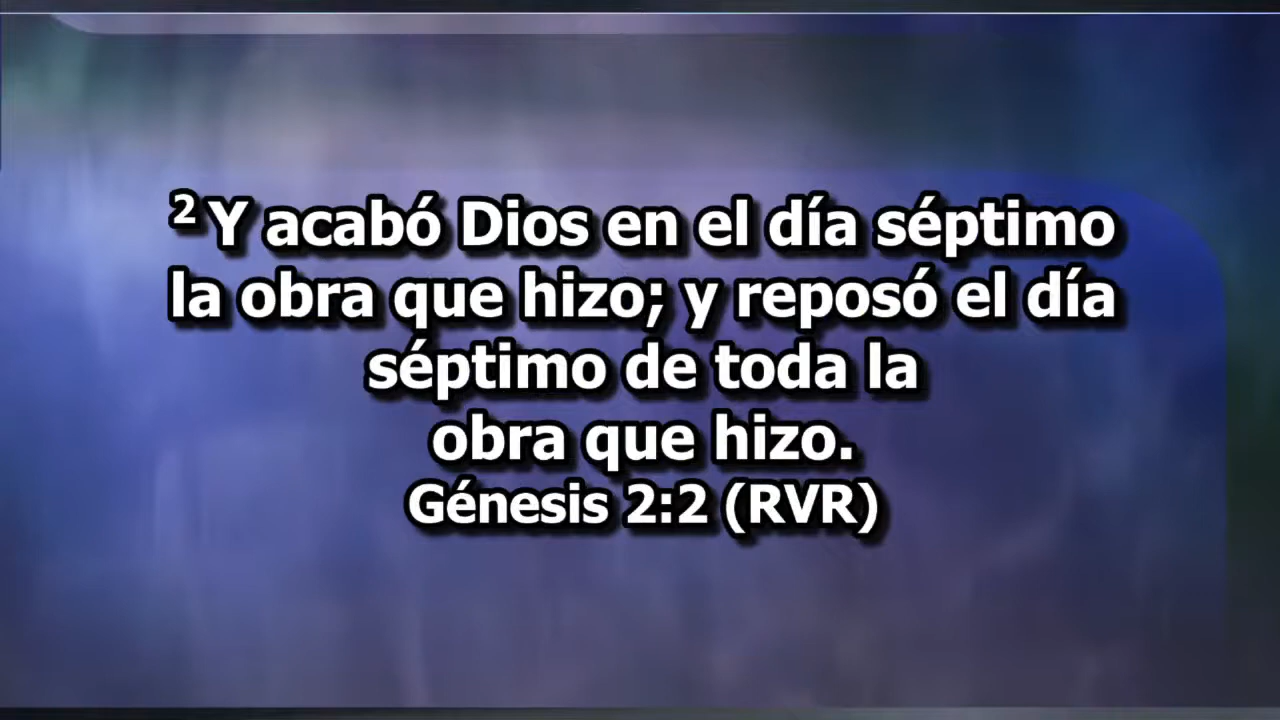 2 Y acabó Dios en el día séptimo
la obra que hizo; y reposó el día
séptimo de toda la
obra que hizo.
Génesis 2:2 (RVR)